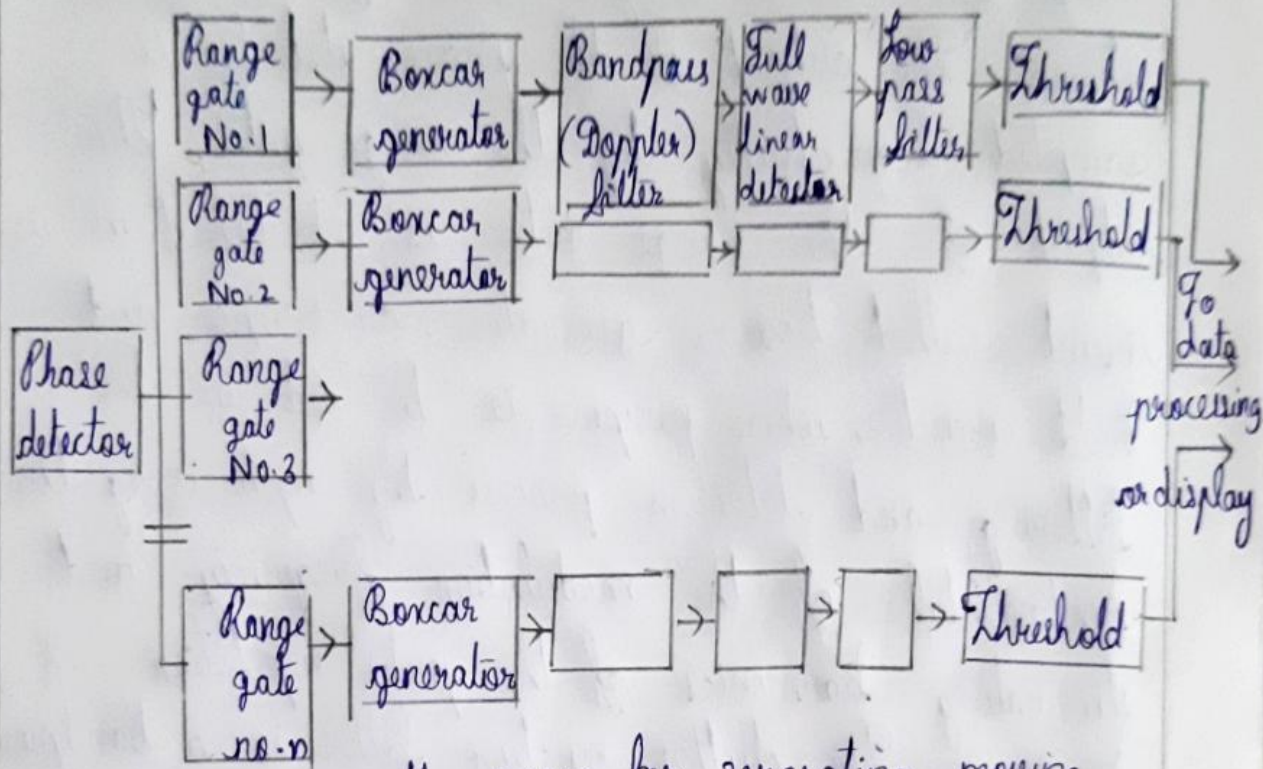 Range
gate
No.1
Boxcar
generator
Bandpass
(Doppler)
filter
Full
wave
linear
detector
Low
pass
filter
Threshold
Range
gate
No.2
Boxcar
generator
Threshold
To
data
processing
or display
Phase
detector
Range
gate
No.3
Range
gate
no.n
Boxcar
generator
Threshold